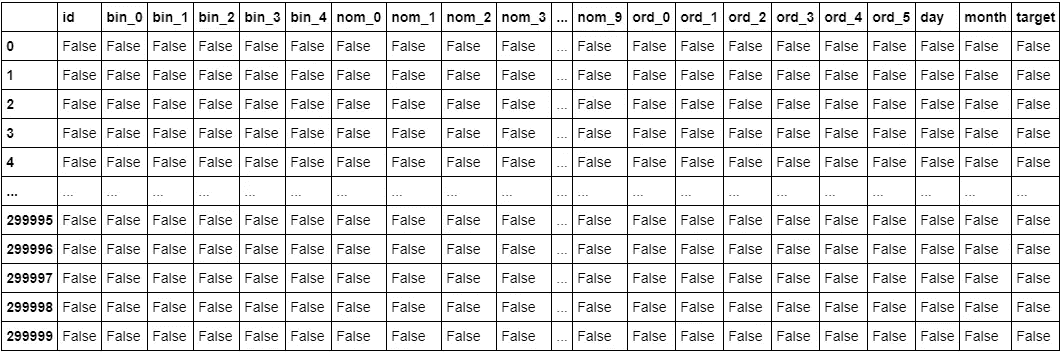 id bin_0 bin_1 bin_2 bin_3 bin_4 nom_0 nom_1 nom_2 nom_3 ... nom_9 ord_0 ord_1 ord_2 ord_3 ord_4 ord_5 day month target
0 False False False False False False False False False False ... False False False False False False False False False False
1 False False False False False False False False False False ... False False False False False False False False False False
2 False False False False False False False False False False ... False False False False False False False False False False
3 False False False False False False False False False False ... False False False False False False False False False False
4 False False False False False False False False False False ... False False False False False False False False False False
... ... ... ... ... ... ... ... ... ... ... ... ... ... ... ... ... ... ... ... ... ...
299995 False False False False False False False False False False ... False False False False False False False False False False
299996 False False False False False False False False False False ... False False False False False False False False False False
299997 False False False False False False False False False False ... False False False False False False False False False False
299998 False False False False False False False False False False ... False False False False False False False False False False
299999 False False False False False False False False False False ... False False False False False False False False False False